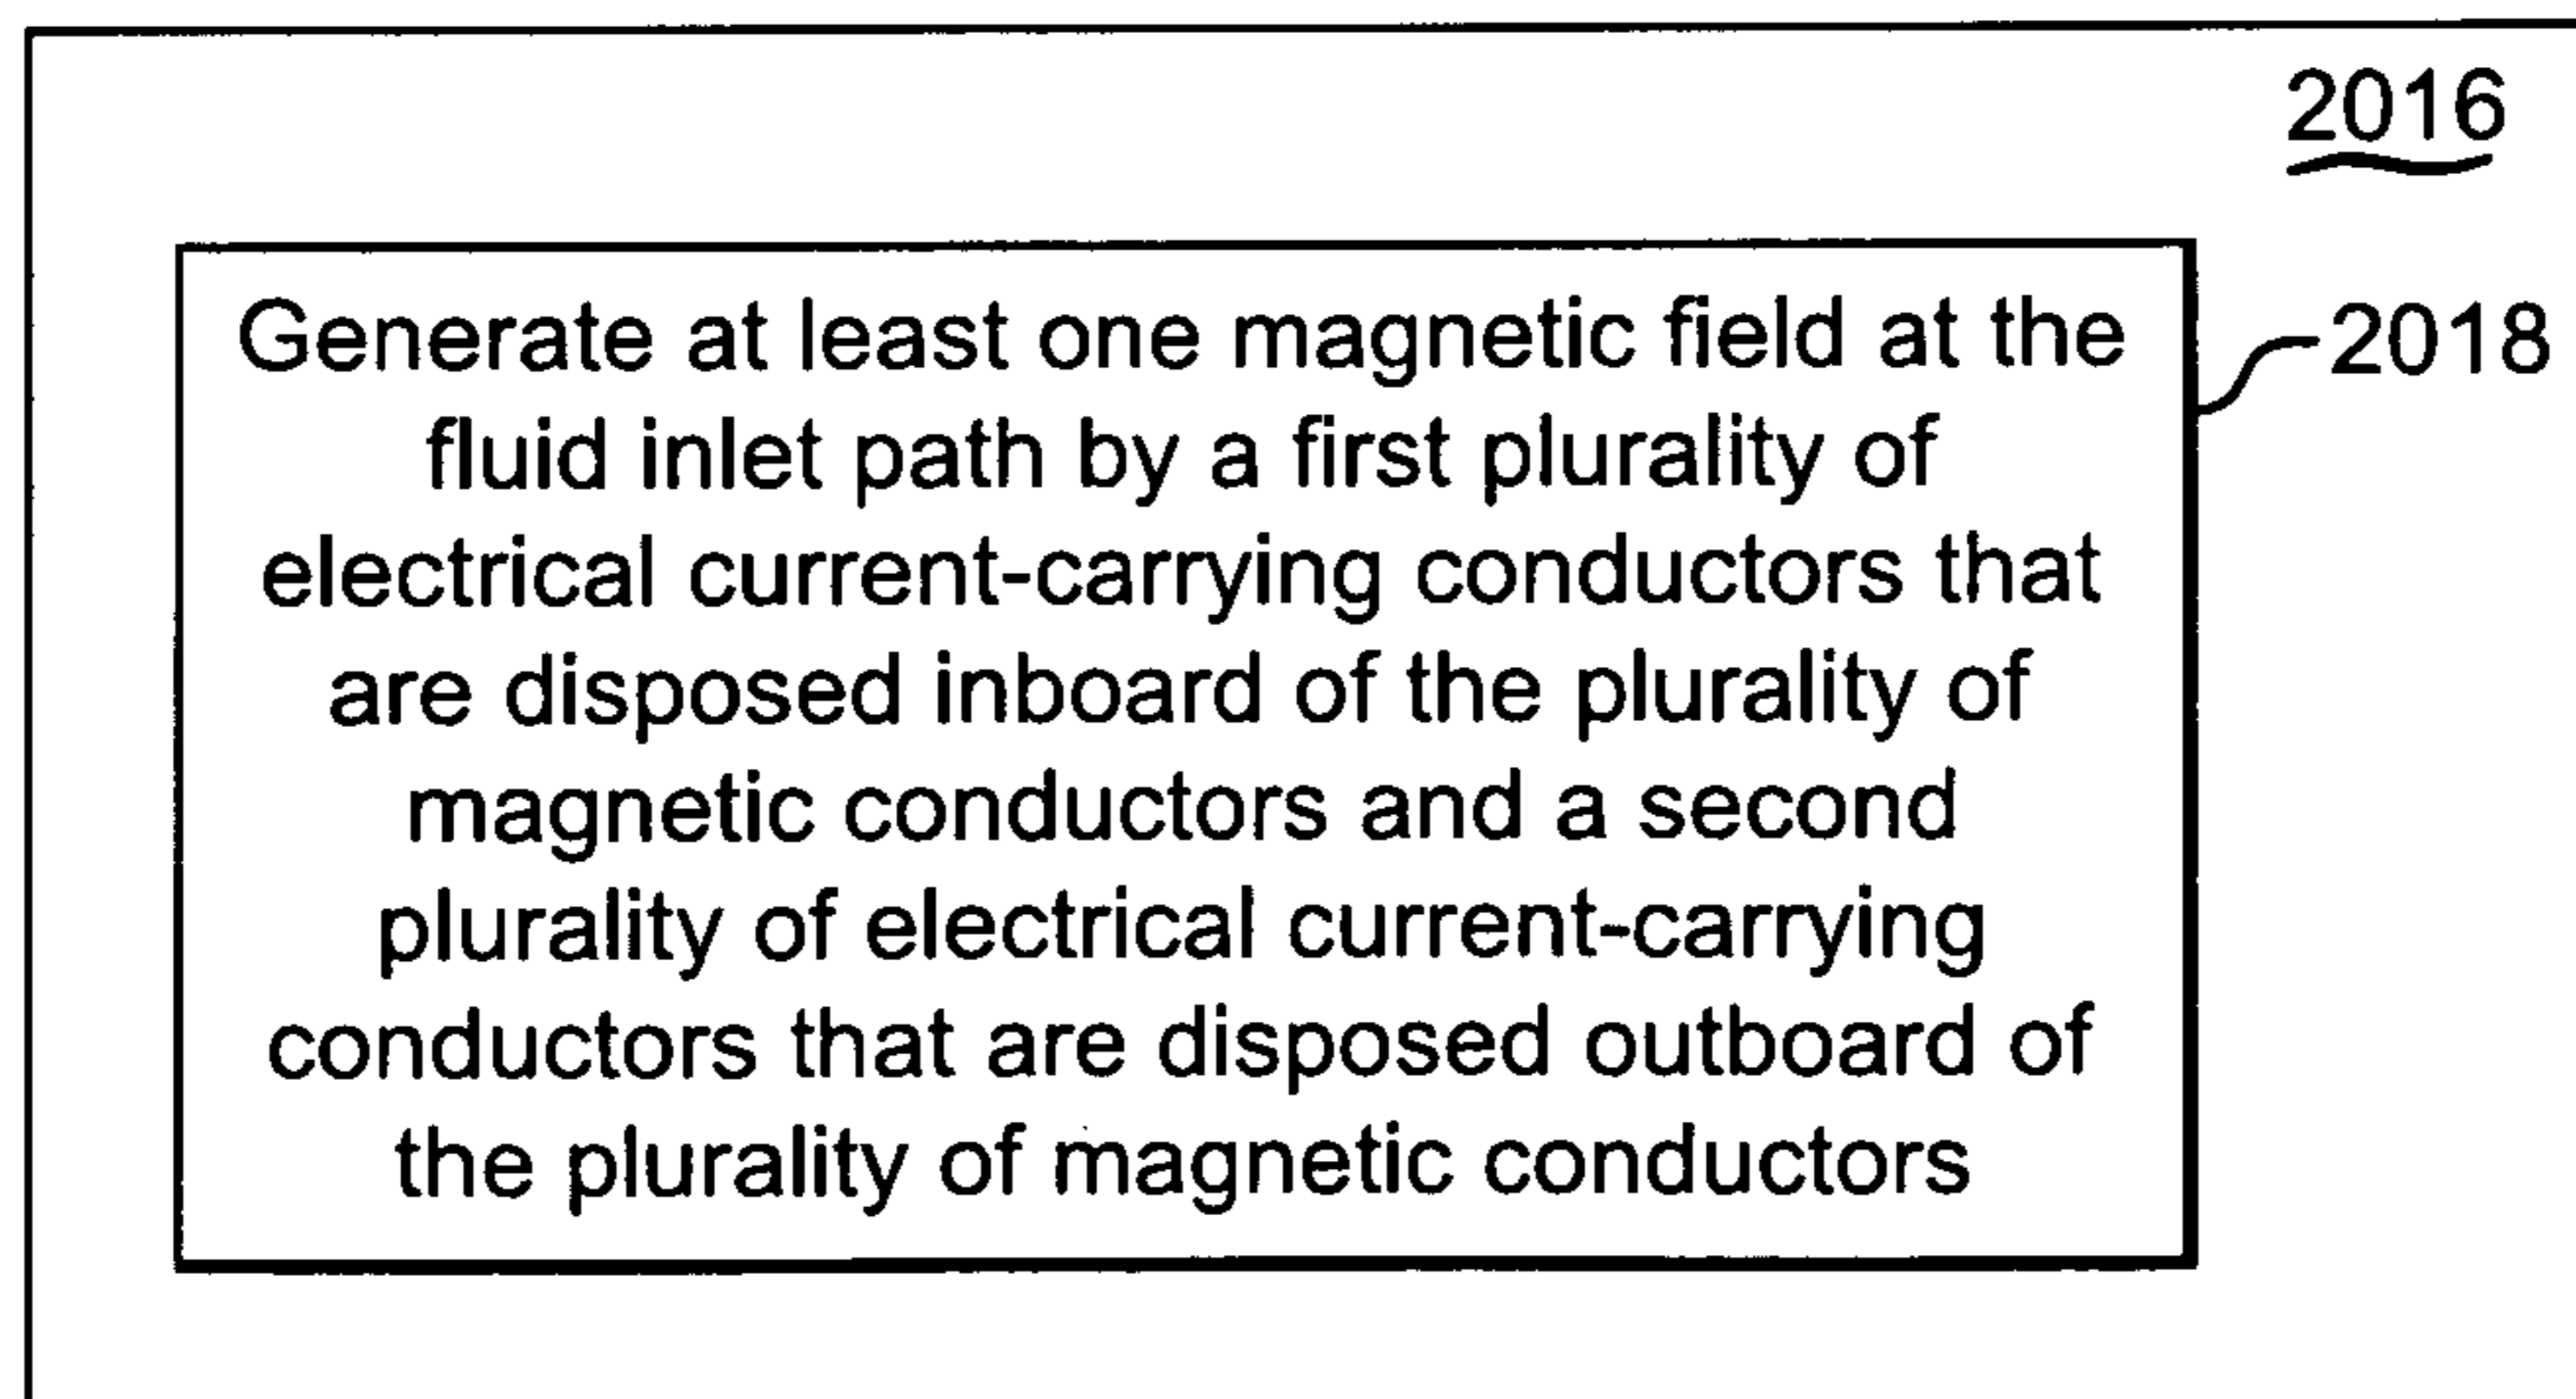 2016
Generate at least one magnetic field at the
fluid inlet path by a first plurality of
electrical current-carrying conductors that
are disposed inboard of the plurality of
magnetic conductors and a second
plurality of electrical current-carrying
conductors that are disposed outboard of
the plurality of magnetic conductors
2018